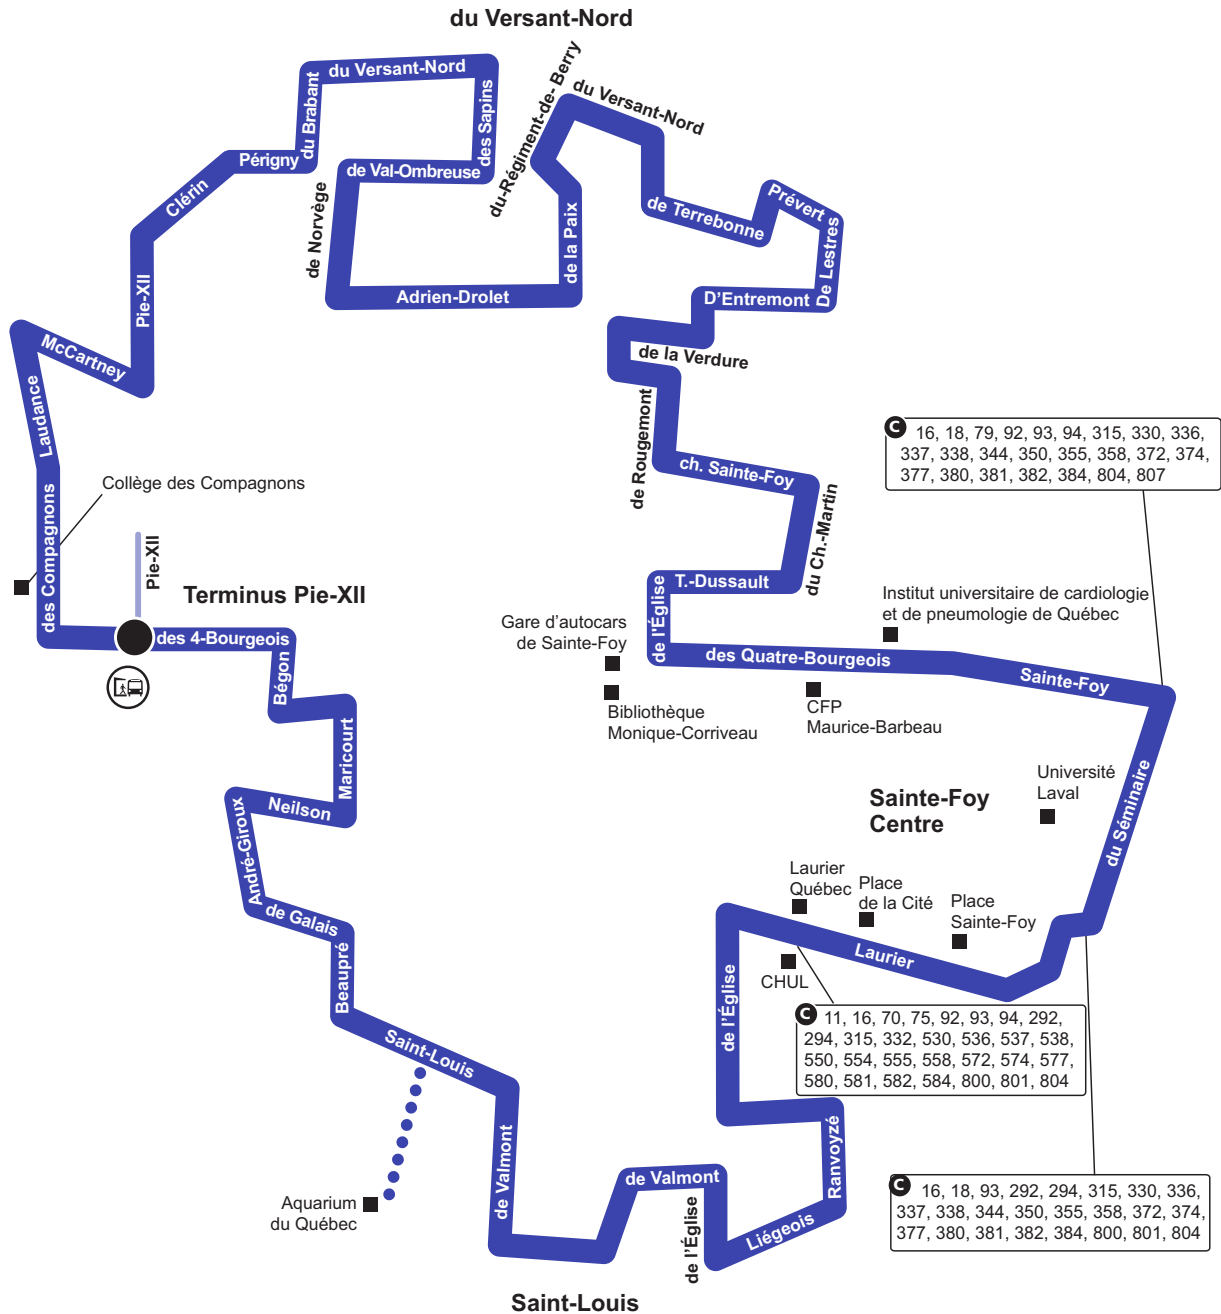 du Versant-Nord
du Versant-Nord
du Brabant
des Sapins
du-Régiment-de- Berry
du Versant-Nord
Périgny
de Val-Ombreuse
Clérin
de Norvège
de la Paix
de Terrebonne
Prévert
De Lestres
Pie-XII
Adrien-Drolet
D'Entremont
McCartney
de la Verdure
Laudance
de Rougemont
ch. Sainte-Foy
du Ch.-Martin
C 16, 18, 79, 92, 93, 94, 315, 330, 336,
337, 338, 344, 350, 355, 358, 372, 374,
377, 380, 381, 382, 384, 804, 807
Collège des Compagnons
des Compagnons
Pie-XII
Terminus Pie-XII
des 4-Bourgeois
T.-Dussault
de l'Église
Institut universitaire de cardiologie
et de pneumologie de Québec
Gare d'autocars
de Sainte-Foy
des Quatre-Bourgeois
Sainte-Foy
Bégon
Bibliothèque
Monique-Corriveau
CFP
Maurice-Barbeau
Maricourt
Neilson
André-Giroux
Sainte-Foy
Centre
Université
Laval
du Séminaire
de Galais
Beaupré
Laurier
Québec
Place
de la Cité
Place
Sainte-Foy
Laurier
CHUL
de l'Église
C 11, 16, 70, 75, 92, 93, 94, 292,
294, 315, 332, 530, 536, 537, 538,
550, 554, 555, 558, 572, 574, 577,
580, 581, 582, 584, 800, 801, 804
Saint-Louis
de Valmont
de Valmont
Ranvoyzé
Aquarium
du Québec
de l'Église
Liégeois
C 16, 18, 93, 292, 294, 315, 330, 336,
337, 338, 344, 350, 355, 358, 372, 374,
377, 380, 381, 382, 384, 800, 801, 804
Saint-Louis